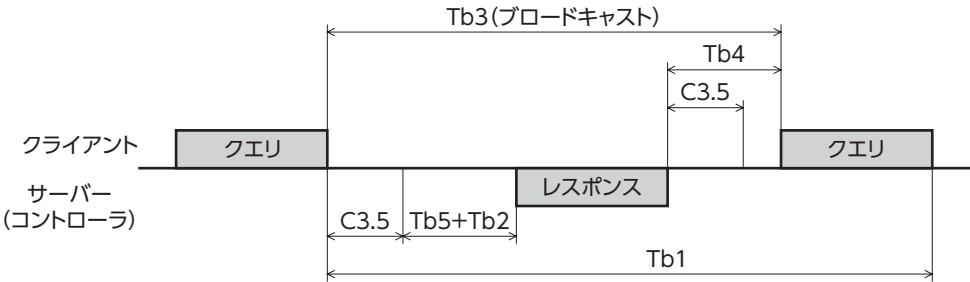 Tb3(ブロードキャスト)
Tb4
C3.5
クライアント
クエリ
クエリ
サーバー
(コントローラ)
レスポンス
C3.5
Tb5+Tb2
Tb1